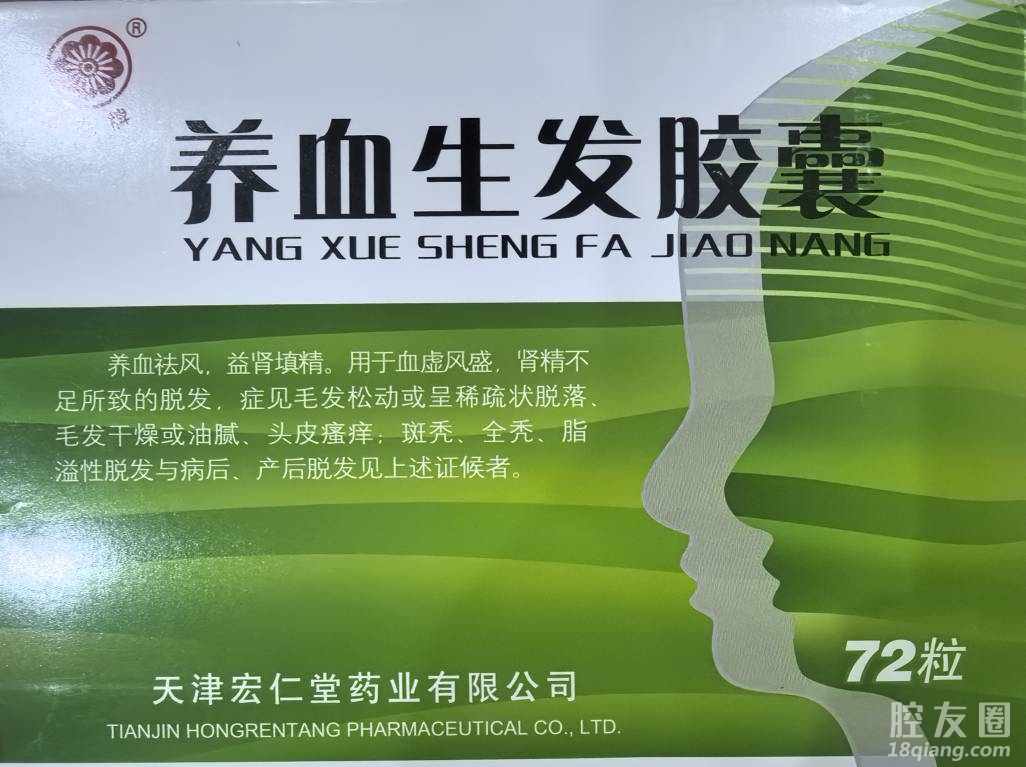 ®
养血生发胶囊
YANG XUE SHENG FA JIAO NANG
养血祛风，益肾填精。用于血虚风盛，肾精不
足所致的脱发，症见毛发松动或呈稀疏状脱落、
毛发干燥或油腻、头皮瘙痒；斑秃、全秃、脂
溢性脱发与病后、产后脱发见上述证候者。
72粒
天津宏仁堂药业有限公司
TIANJIN HONGRENTANG PHARMACEUTICAL CO., LTD.
腔友圈
18qiang.com